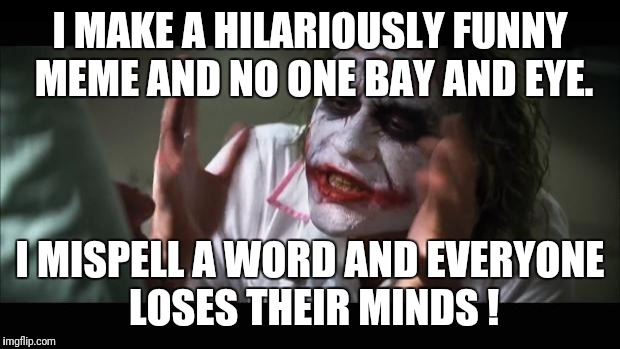 I MAKE A HILARIOUSLY FUNNY
MEME AND NO ONE BAY AND EYE.
I MISPELL A WORD AND EVERYONE
LOSES THEIR MINDS !
imgflip.com